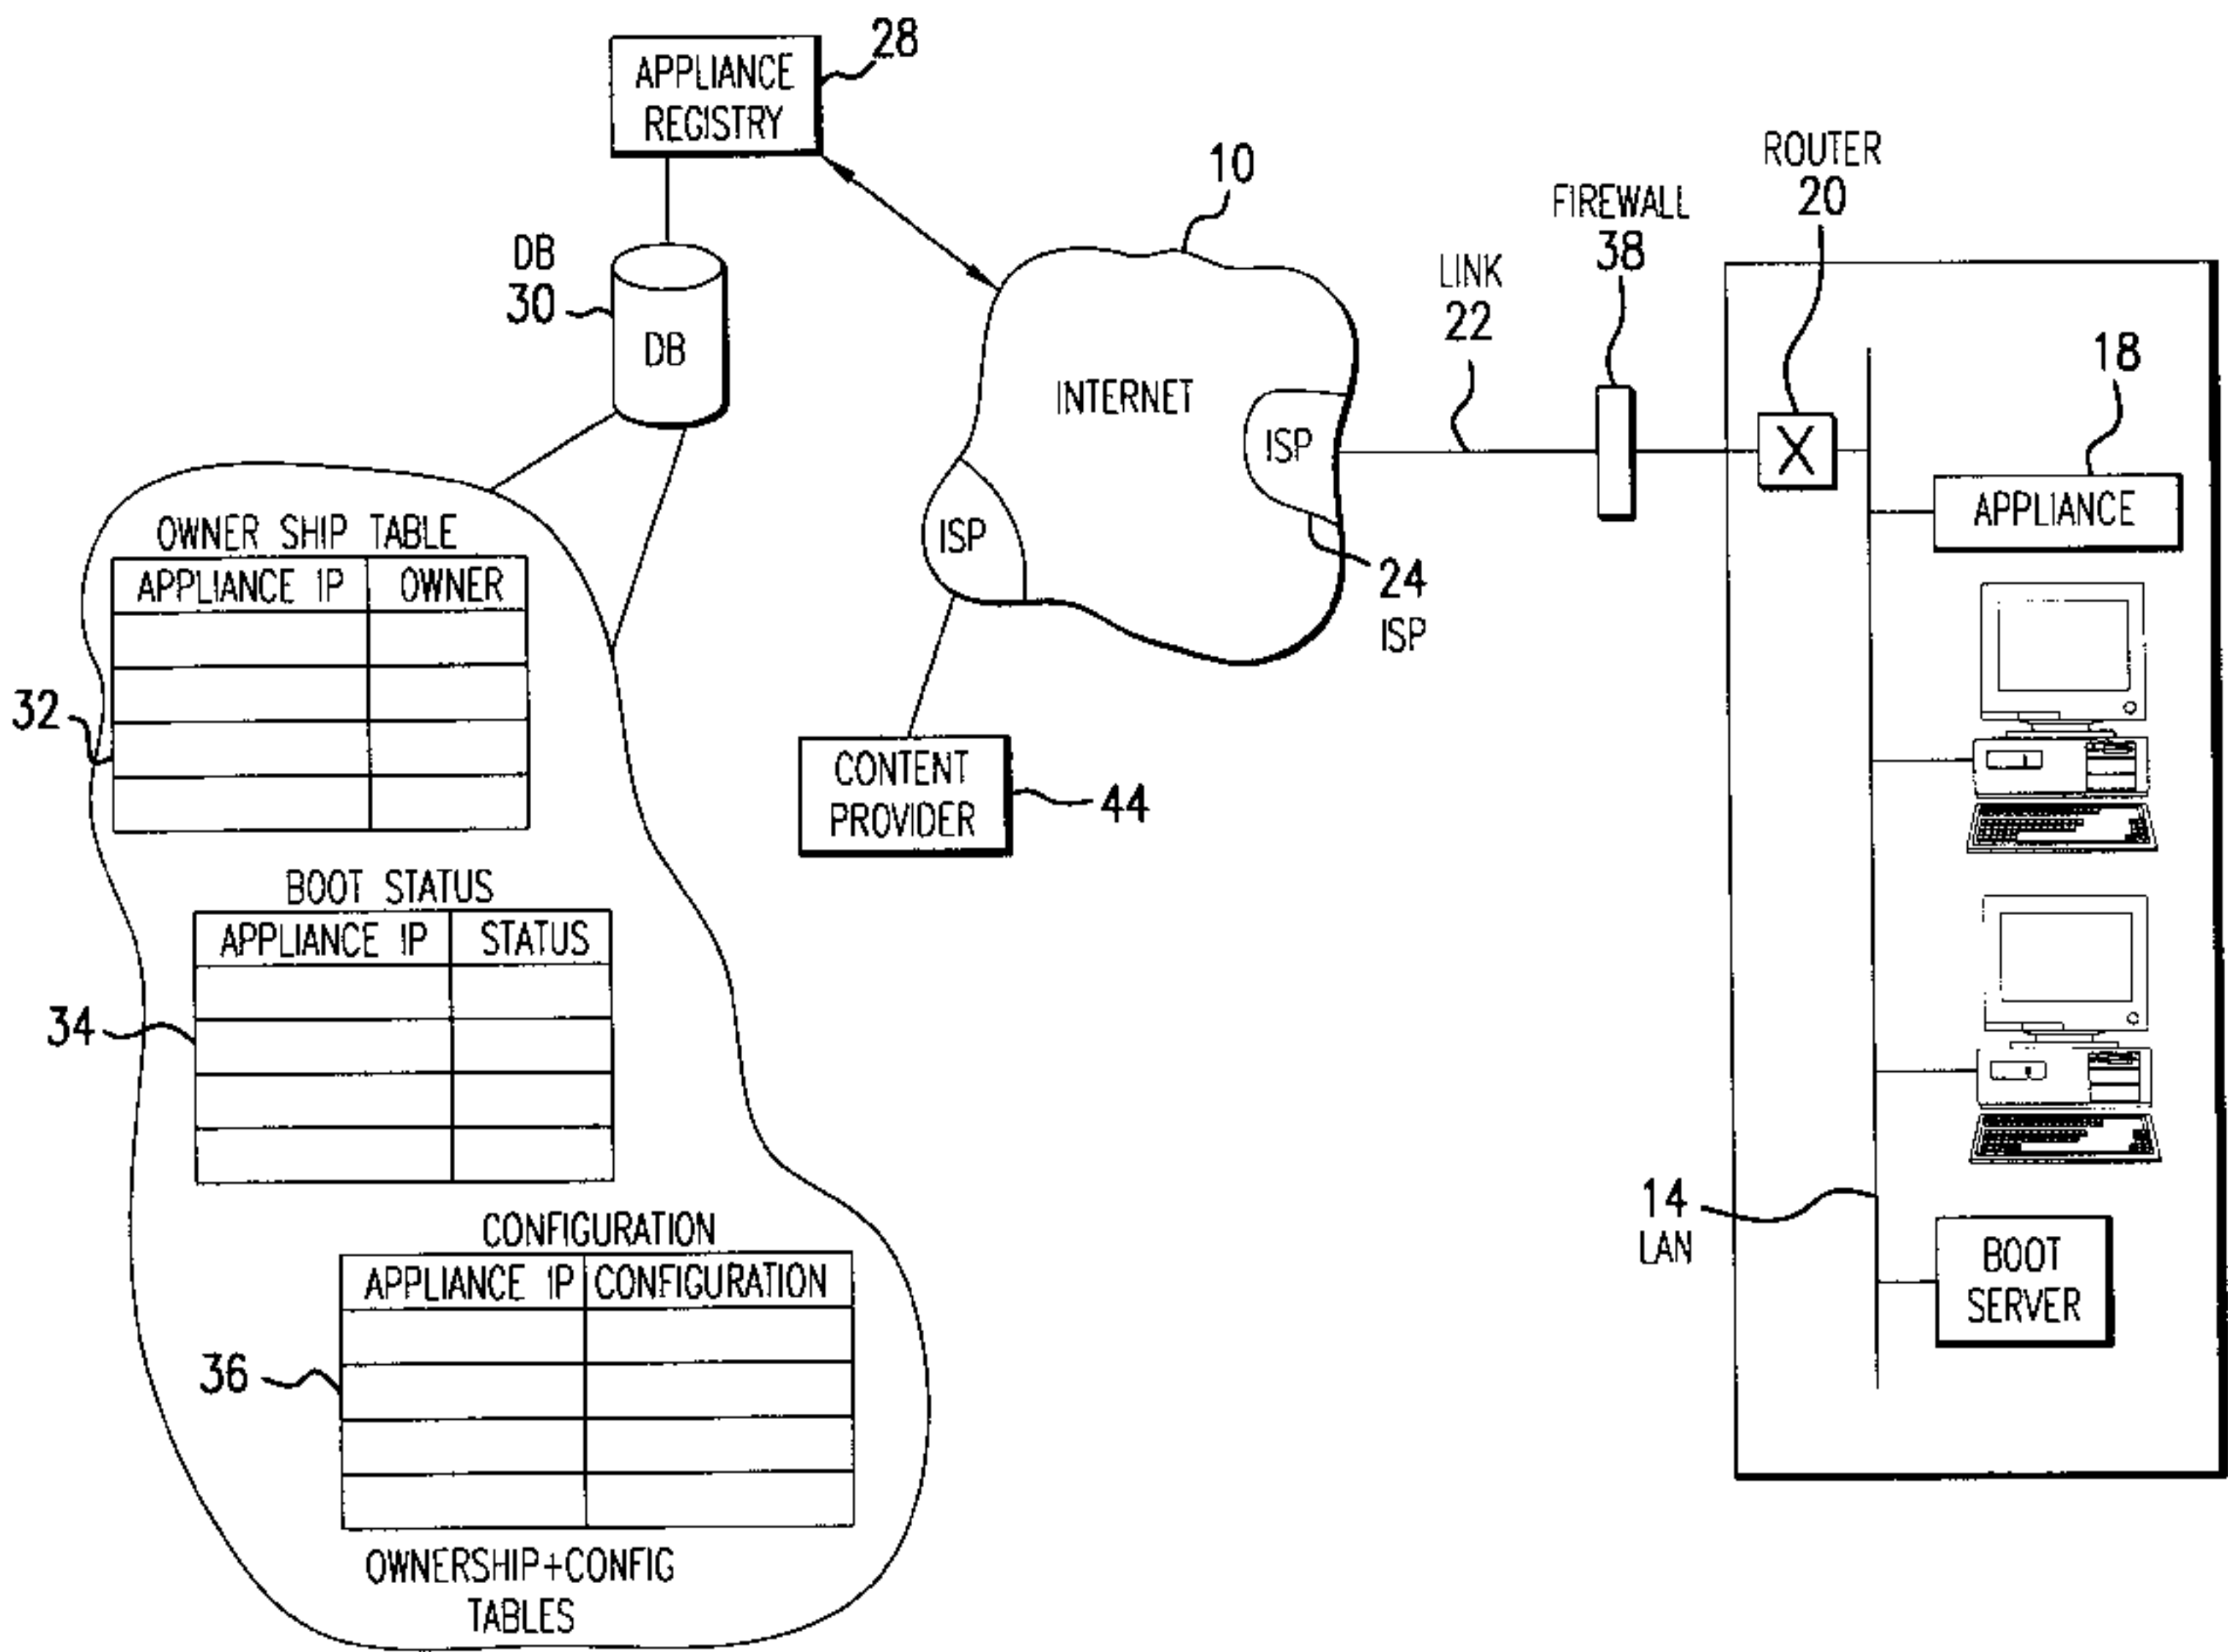 APPLIANCE
REGISTRY
28
DB
30
DB
10
INTERNET
ISP
ISP
24
ISP
LINK
22
FIREWALL
38
ROUTER
20
X
18
APPLIANCE
CONTENT
PROVIDER
44
14
LAN
BOOT
SERVER
OWNER SHIP TABLE
APPLIANCE IP OWNER
32
BOOT STATUS
APPLIANCE IP STATUS
34
CONFIGURATION
APPLIANCE IP CONFIGURATION
36
OWNERSHIP+CONFIG
TABLES